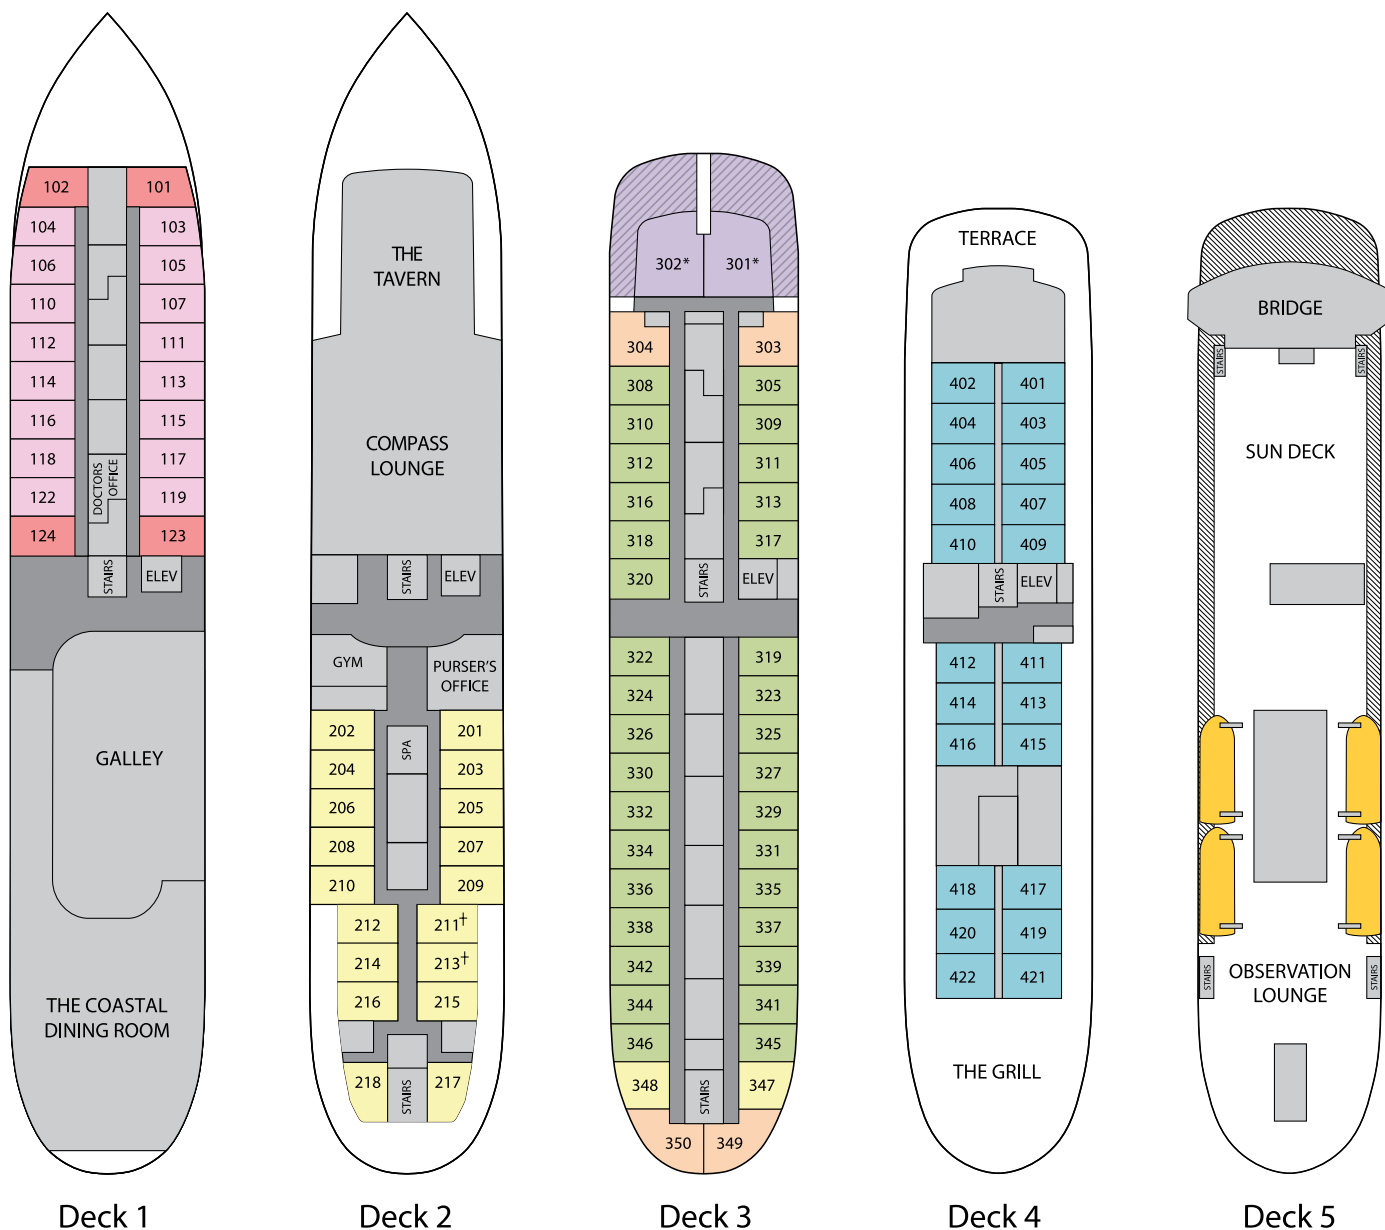 102 101
104 103
106 105
110 107
112 111
114 113
116 115
118 117
122 119
124 123
DOCTORS
OFFICE
STAIRS
ELEV
GALLEY
THE COASTAL
DINING ROOM
Deck 1
THE
TAVERN
COMPASS
LOUNGE
STAIRS
ELEV
GYM
PURSER'S
OFFICE
202 201
SPA
204 203
206 205
208 207
210 209
212 211†
214 213†
216 215
218 217
STAIRS
Deck 2
302* 301*
304 303
308 305
310 309
312 311
316 313
318 317
320
STAIRS
ELEV
322 319
324 323
326 325
330 327
332 329
334 331
336 335
338 337
342 339
344 341
346 345
348 347
STAIRS
350 349
Deck 3
TERRACE
402 401
404 403
406 405
408 407
410 409
STAIRS
ELEV
412 411
414 413
416 415
418 417
420 419
422 421
THE GRILL
Deck 4
BRIDGE
STAIRS
STAIRS
SUN DECK
OBSERVATION
LOUNGE
STAIRS
STAIRS
Deck 5